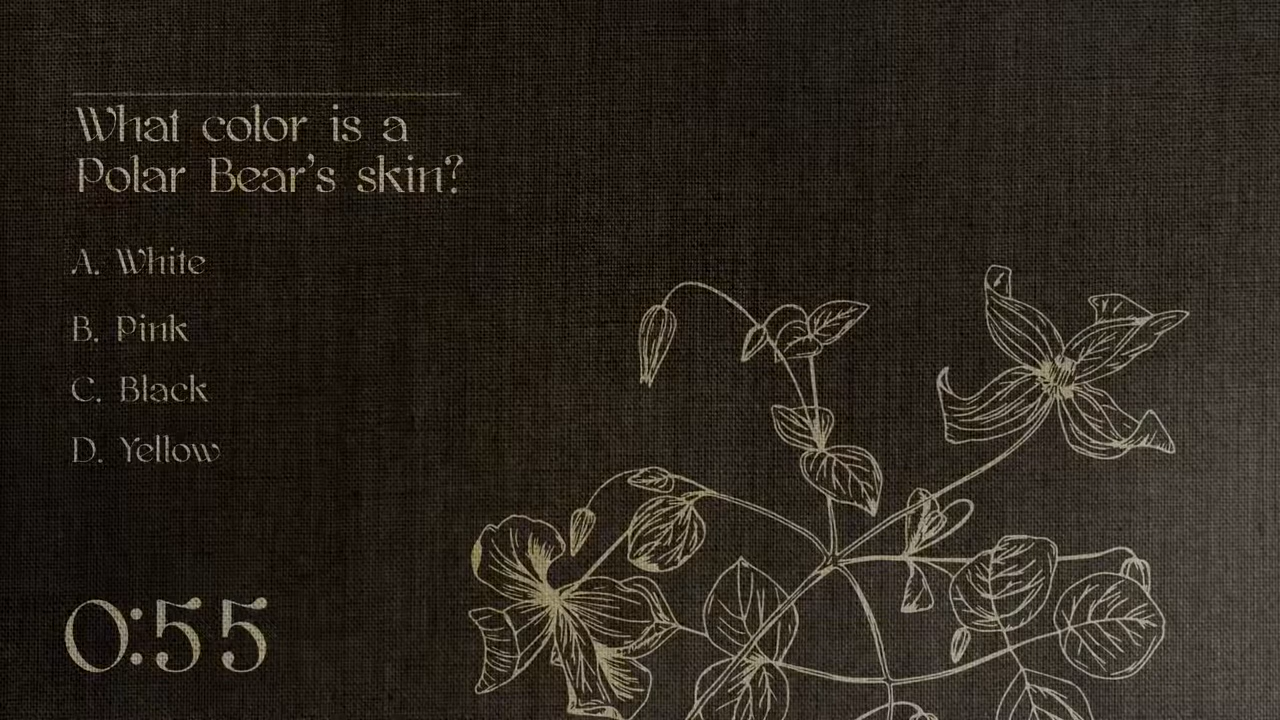 What color is a
Polar Bear's skin?
A. White
B. Pink
C. Black
D. Yellow
0:55